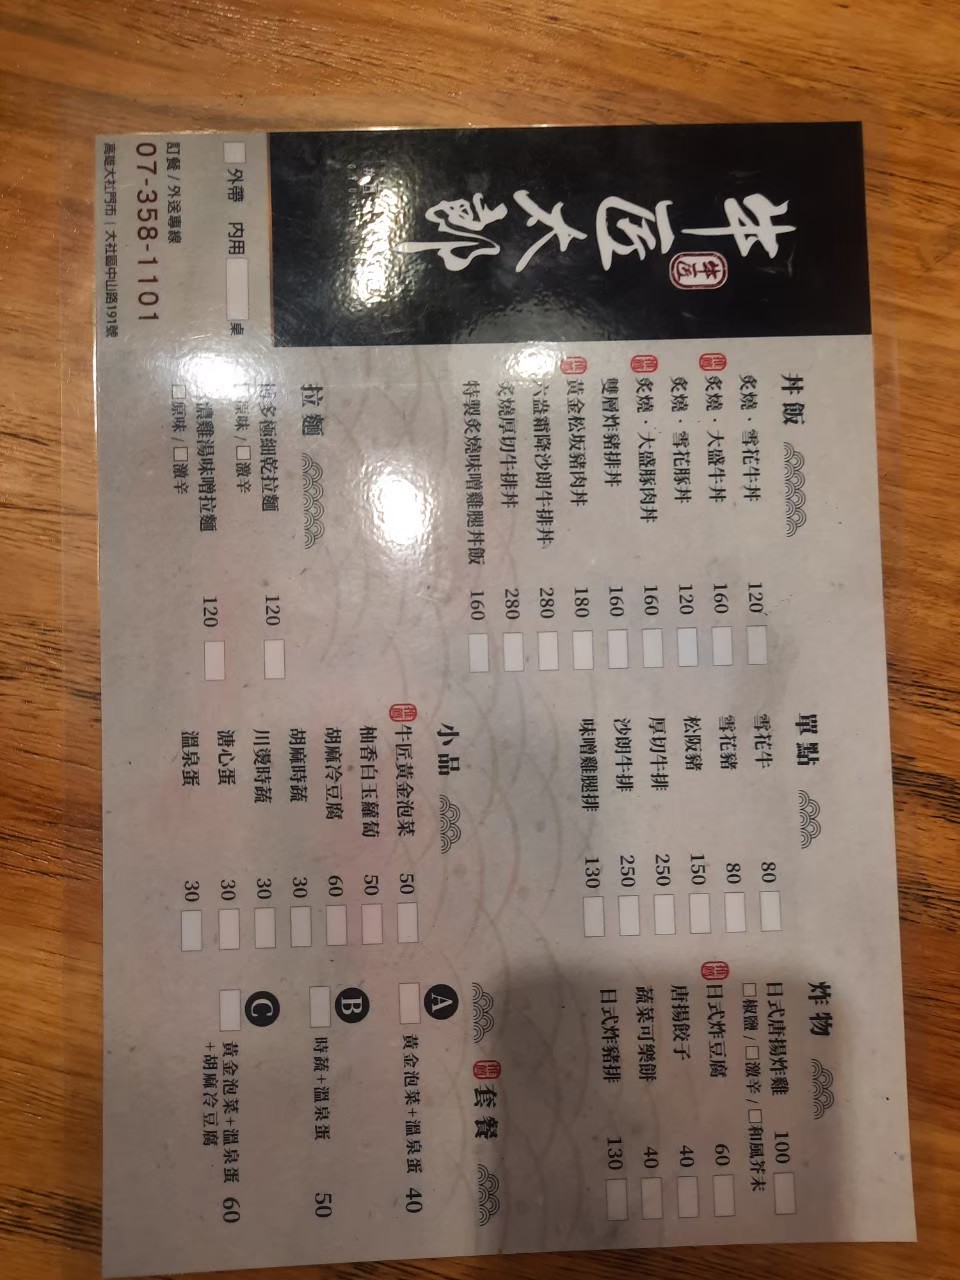 牛匠太郎
牛匠
外帶 內用 桌
訂餐 / 外送專線
07-358-1101
高雄大社門市 | 大社區中山路191號
丼飯
炙燒・雪花牛丼 120
推薦 炙燒・大盛牛丼 160
炙燒・雪花豚丼 120
推薦 炙燒・大盛豚肉丼 160
雙層炸豬排丼 160
推薦 黃金松坂豬肉丼 180
六盎霜降沙朗牛排丼 280
炙燒厚切牛排丼 280
特製炙燒味噌雞腿丼飯 160
拉麵
博多極細乾拉麵 120
原味 / 激辛
濃雞湯味噌拉麵 120
原味 / 激辛
單點
雪花牛 80
雪花豬 80
松阪豬 150
厚切牛排 250
沙朗牛排 250
味噌雞腿排 130
小品
推薦 牛匠黃金泡菜 50
柚香白玉蘿蔔 50
胡麻冷豆腐 60
胡麻時蔬 30
川燙時蔬 30
溏心蛋 30
溫泉蛋 30
炸物
日式唐揚炸雞 100
椒鹽 / 激辛 / 和風芥末
推薦 日式炸豆腐 60
唐揚餃子 40
蔬菜可樂餅 40
日式炸豬排 130
推薦 套餐
A
黃金泡菜+溫泉蛋 40
B
時蔬+溫泉蛋 50
C
黃金泡菜+溫泉蛋 60
+胡麻冷豆腐